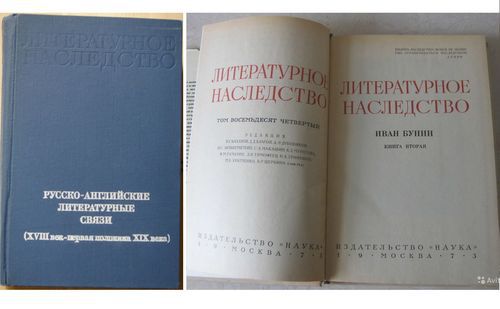 ЛИТЕРАТУРНОЕ
НАСЛЕДСТВО
РУССКО-АНГЛИЙСКИЕ
ЛИТЕРАТУРНЫЕ
СВЯЗИ
(XVIII век-первая половина XIX века)
ЛИТЕРАТУРНОЕ
НАСЛЕДСТВО
ТОМ ВОСЕМЬДЕСЯТ ЧЕТВЕРТЫЙ
РЕДАКЦИЯ
ИЗДАТЕЛЬСТВО «НАУКА»
1 · 9 · МОСКВА · 7 · 3
ЛИТЕРАТУРНОЕ
НАСЛЕДСТВО
ИВАН БУНИН
КНИГА ВТОРАЯ
ИЗДАТЕЛЬСТВО «НАУКА»
1 · 9 · МОСКВА · 7 · 3
Avito